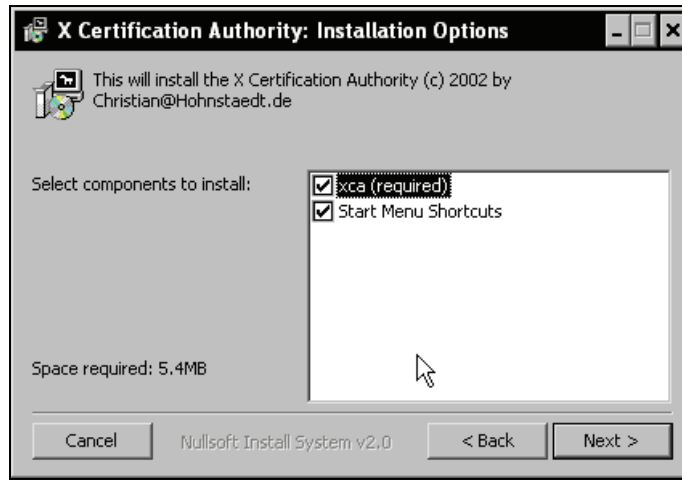 X Certification Authority: Installation Options
This will install the X Certification Authority (c) 2002 by
Christian@Hohnstaedt.de
Select components to install:
xca (required)
Start Menu Shortcuts
Space required: 5.4MB
Cancel
Nullsoft Install System v2.0
< Back
Next >